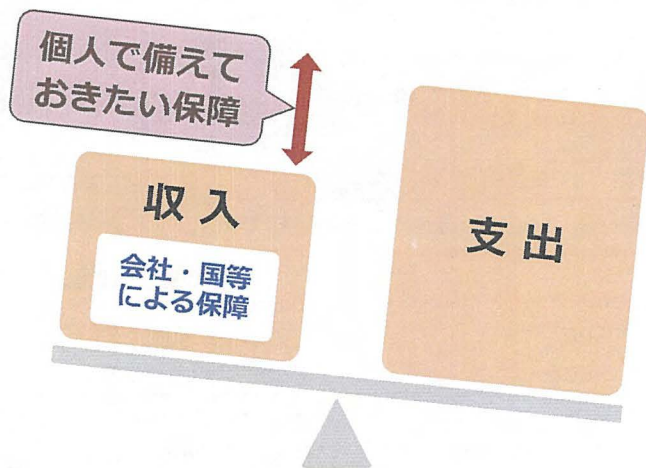 個人で備えて
おきたい保障
収入
会社・国等
による保障
支出